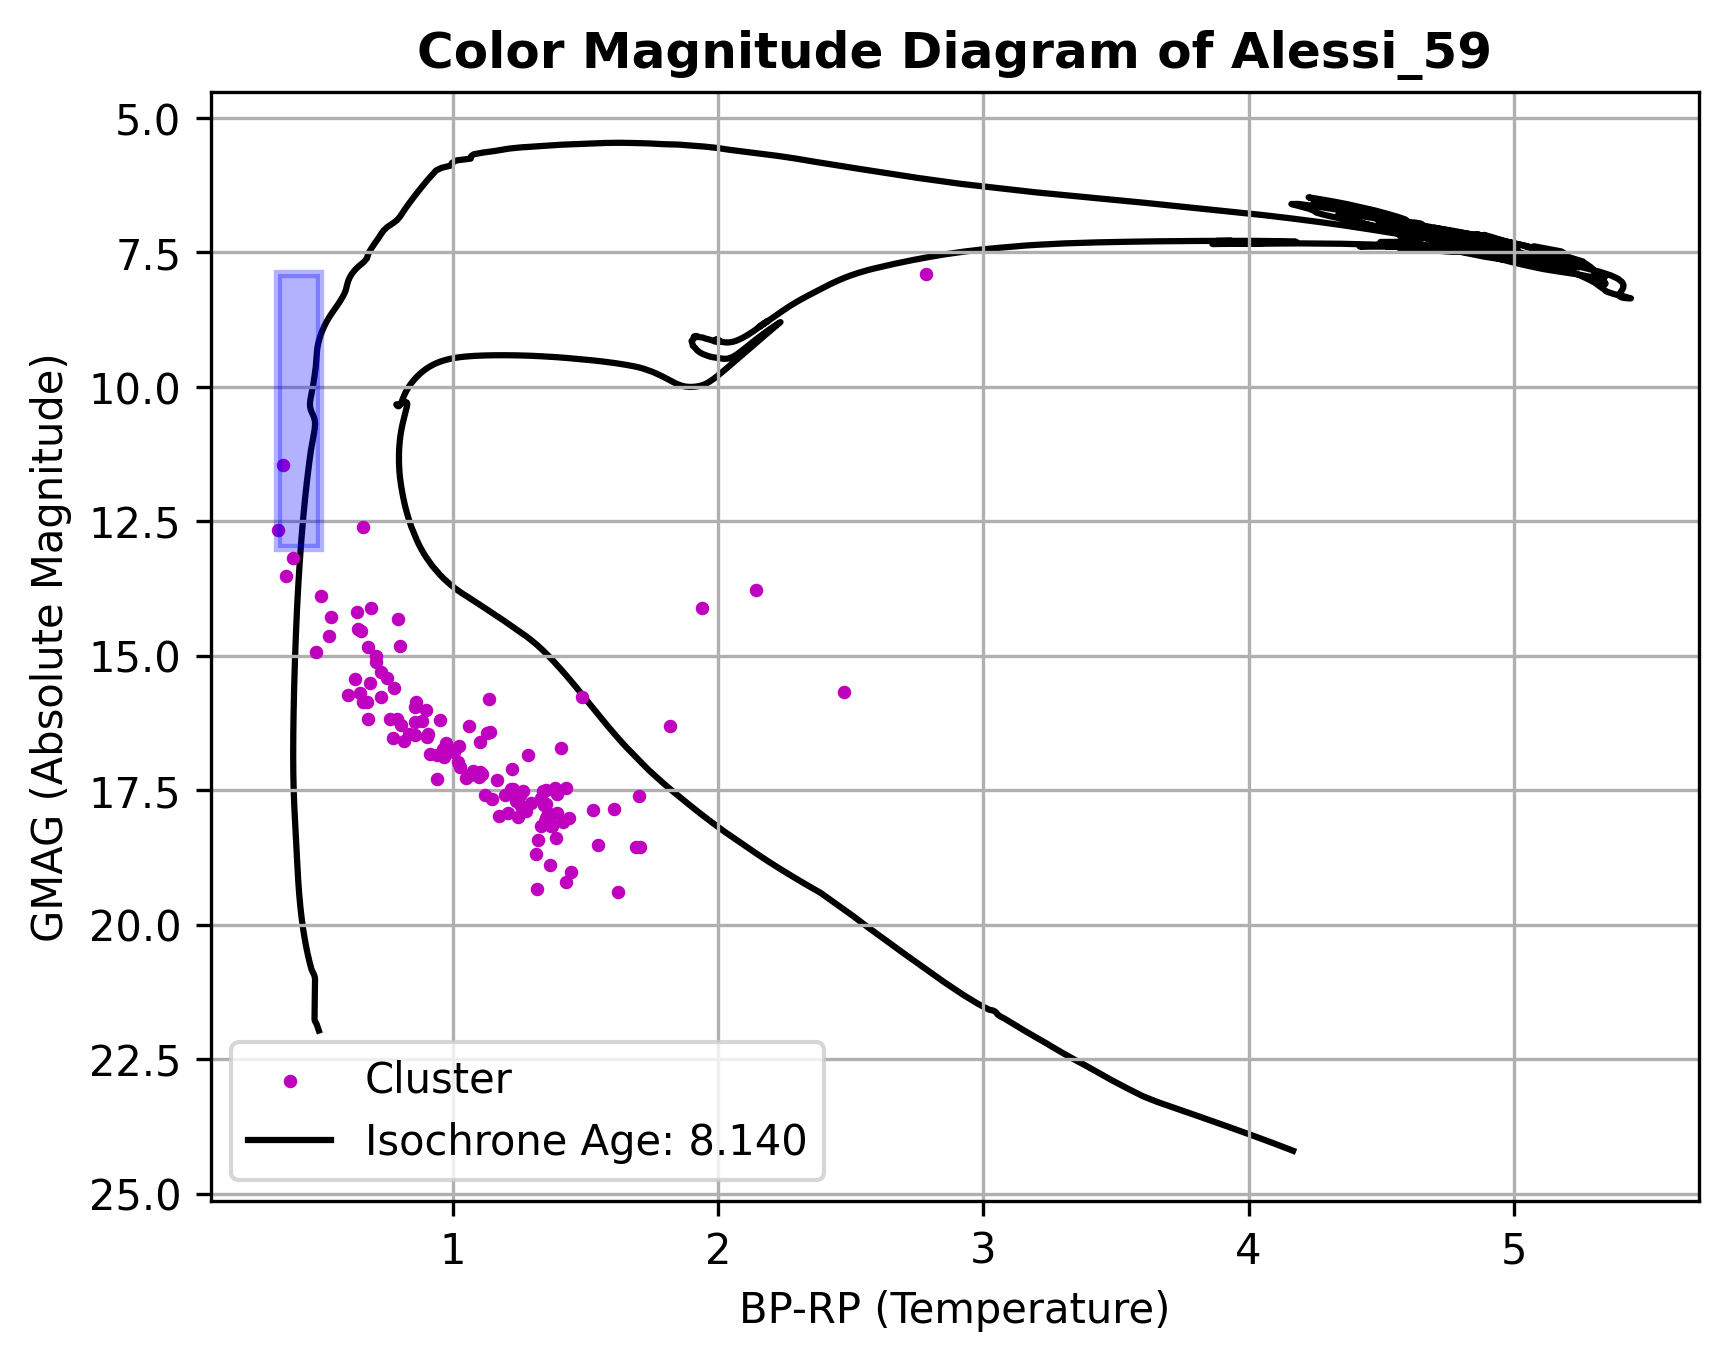 Color Magnitude Diagram of Alessi_59
5.0
7.5
10.0
12.5
15.0
17.5
20.0
22.5
25.0
GMAG (Absolute Magnitude)
Cluster
Isochrone Age: 8.140
1 2 3 4 5
BP-RP (Temperature)